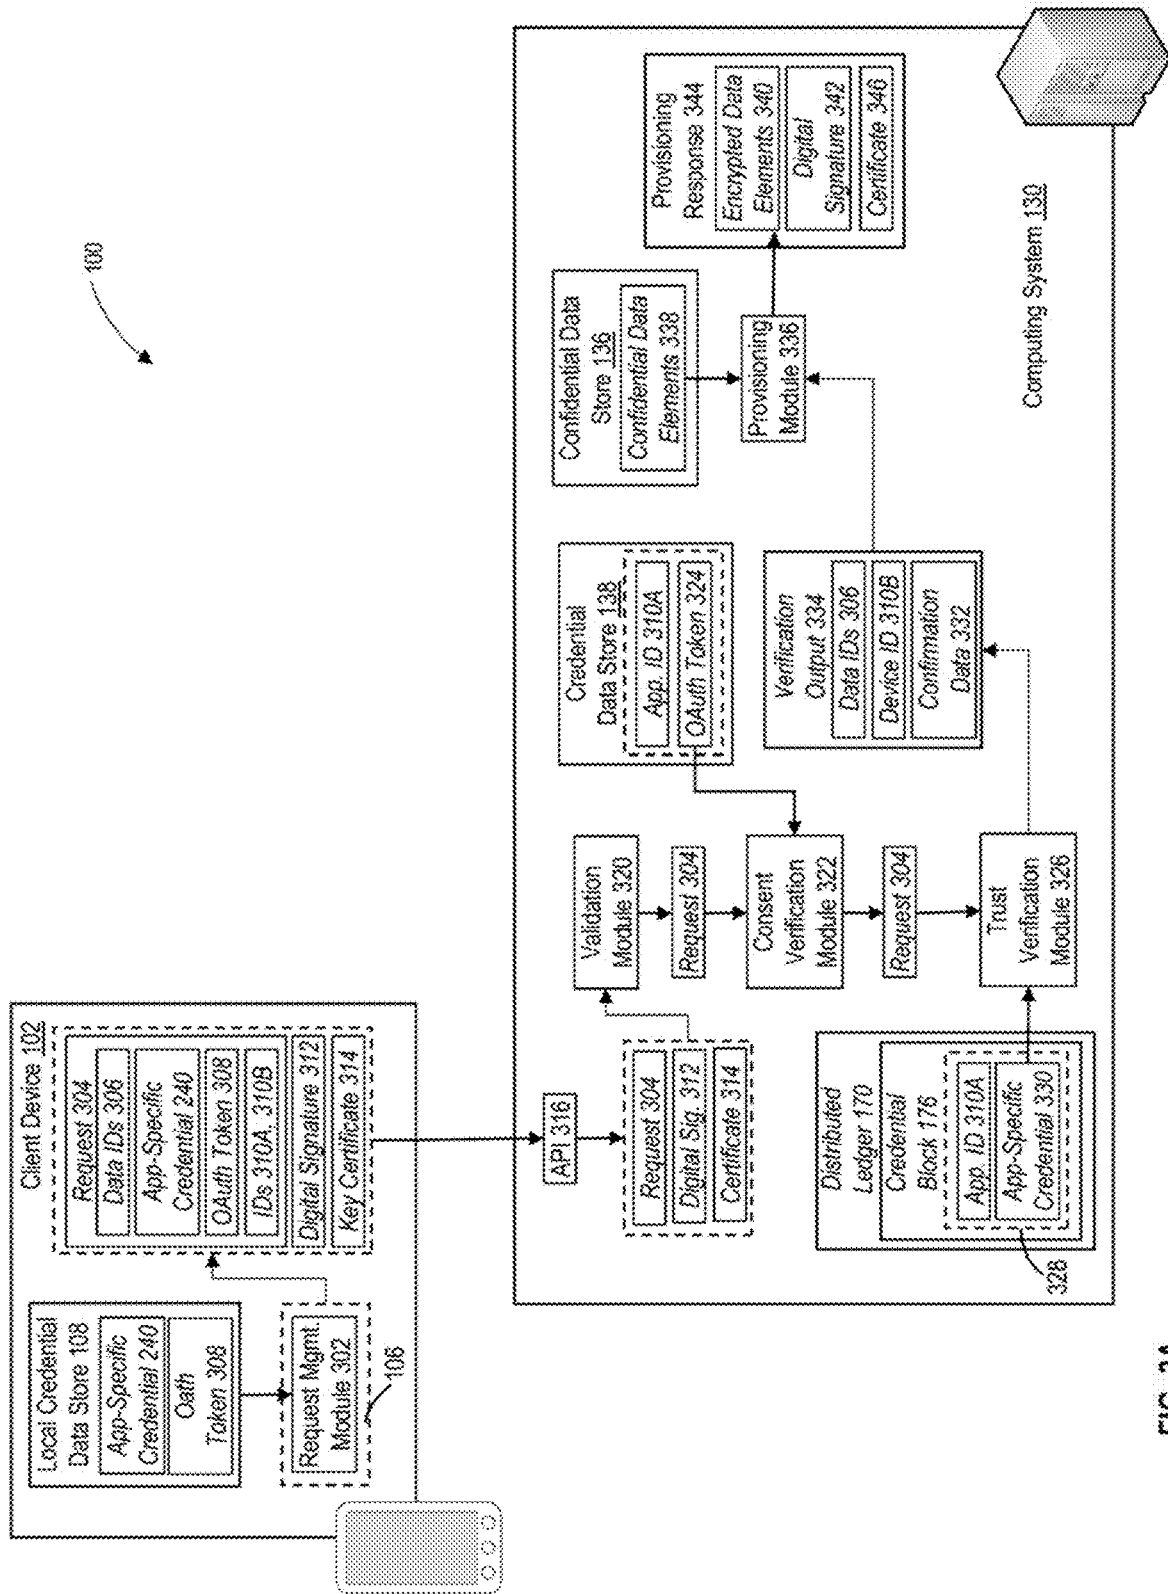 100
Client Device 102
Local Credential
Data Store 108
App-Specific
Credential 240
Oath
Token 308
Request Mgmt.
Module 302
106
Request 304
Data IDs 306
App-Specific
Credential 240
OAuth Token 308
IDs 310A, 310B
Digital Signature 312
Key Certificate 314
API 316
Request 304
Digital Sig. 312
Certificate 314
Validation
Module 320
Request 304
Consent
Verification
Module 322
Request 304
Trust
Verification
Module 326
Distributed
Ledger 170
Credential
Block 176
App ID 310A
App-Specific
Credential 330
328
Credential
Data Store 138
App. ID 310A
OAuth Token 324
Verification
Output 334
Data IDs 306
Device ID 310B
Confirmation
Data 332
Confidential Data
Store 136
Confidential Data
Elements 338
Provisioning
Module 336
Provisioning
Response 344
Encrypted Data
Elements 340
Digital
Signature 342
Certificate 346
Computing System 130